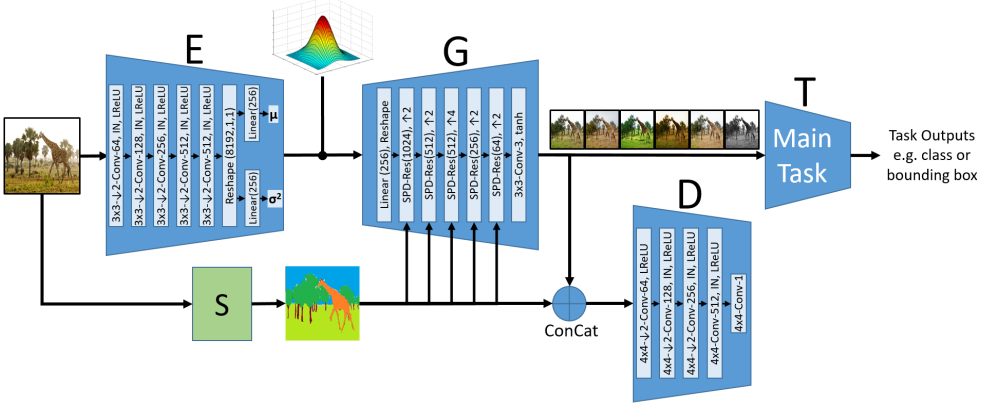 E
3x3-↓2-Conv-64, IN, LReLU
3x3-↓2-Conv-128, IN, LReLU
3x3-↓2-Conv-256, IN, LReLU
3x3-↓2-Conv-512, IN, LReLU
3x3-↓2-Conv-512, IN, LReLU
Reshape (8192,1,1)
Linear(256)
μ
Linear(256)
σ²
G
Linear (256), Reshape
SPD-Res(1024), ↑2
SPD-Res(512), ↑2
SPD-Res(512), ↑4
SPD-Res(256), ↑2
SPD-Res(64), ↑2
3x3-Conv-3, tanh
T
Main
Task
Task Outputs
e.g. class or
bounding box
S
ConCat
D
4x4-↓2-Conv-64, LReLU
4x4-↓2-Conv-128, IN, LReLU
4x4-↓2-Conv-256, IN, LReLU
4x4-Conv-512, IN, LReLU
4x4-Conv-1